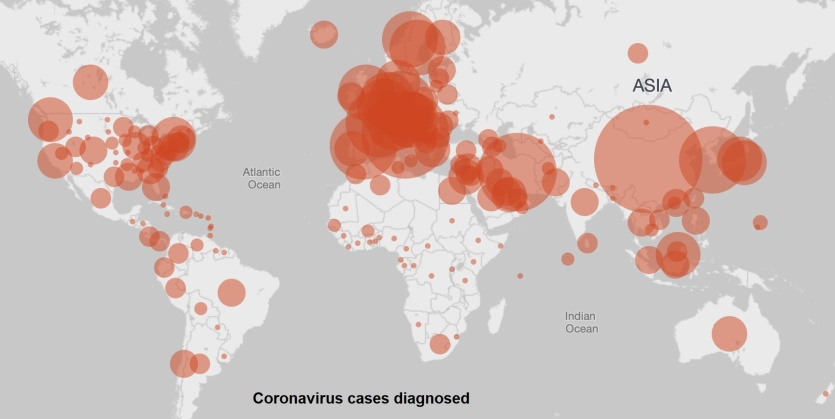 ASIA
Atlantic
Ocean
Indian
Ocean
Coronavirus cases diagnosed